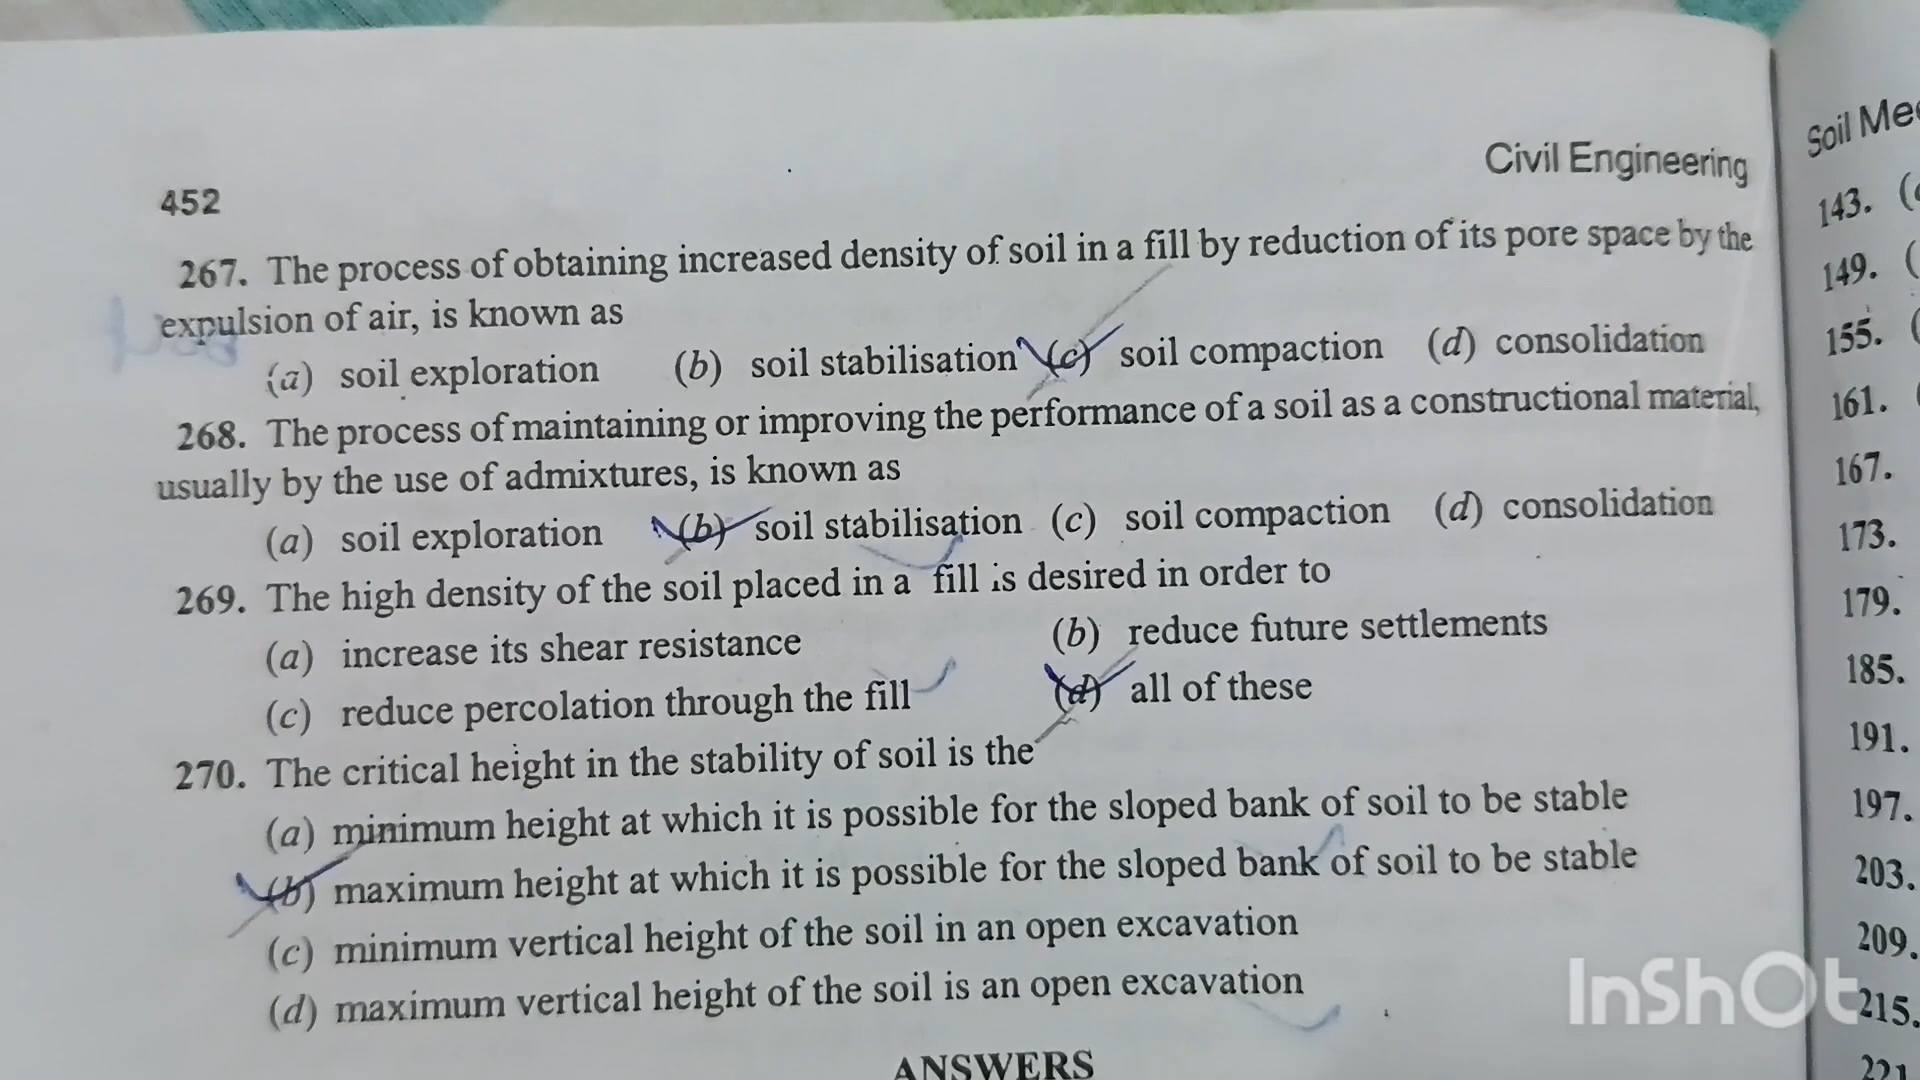 Civil Engineering
452
267. The process of obtaining increased density of soil in a fill by reduction of its pore space by the
expulsion of air, is known as
(a) soil exploration (b) soil stabilisation (c) soil compaction (d) consolidation
268. The process of maintaining or improving the performance of a soil as a constructional material,
usually by the use of admixtures, is known as
(a) soil exploration (b) soil stabilisation (c) soil compaction (d) consolidation
269. The high density of the soil placed in a fill is desired in order to
(a) increase its shear resistance (b) reduce future settlements
(c) reduce percolation through the fill (d) all of these
270. The critical height in the stability of soil is the
(a) minimum height at which it is possible for the sloped bank of soil to be stable
(b) maximum height at which it is possible for the sloped bank of soil to be stable
(c) minimum vertical height of the soil in an open excavation
(d) maximum vertical height of the soil is an open excavation
ANSWERS
Soil Me
143. (
149. (
155. (
161.
167.
173.
179.
185.
191.
197.
203.
209.
215.
221
InShOt